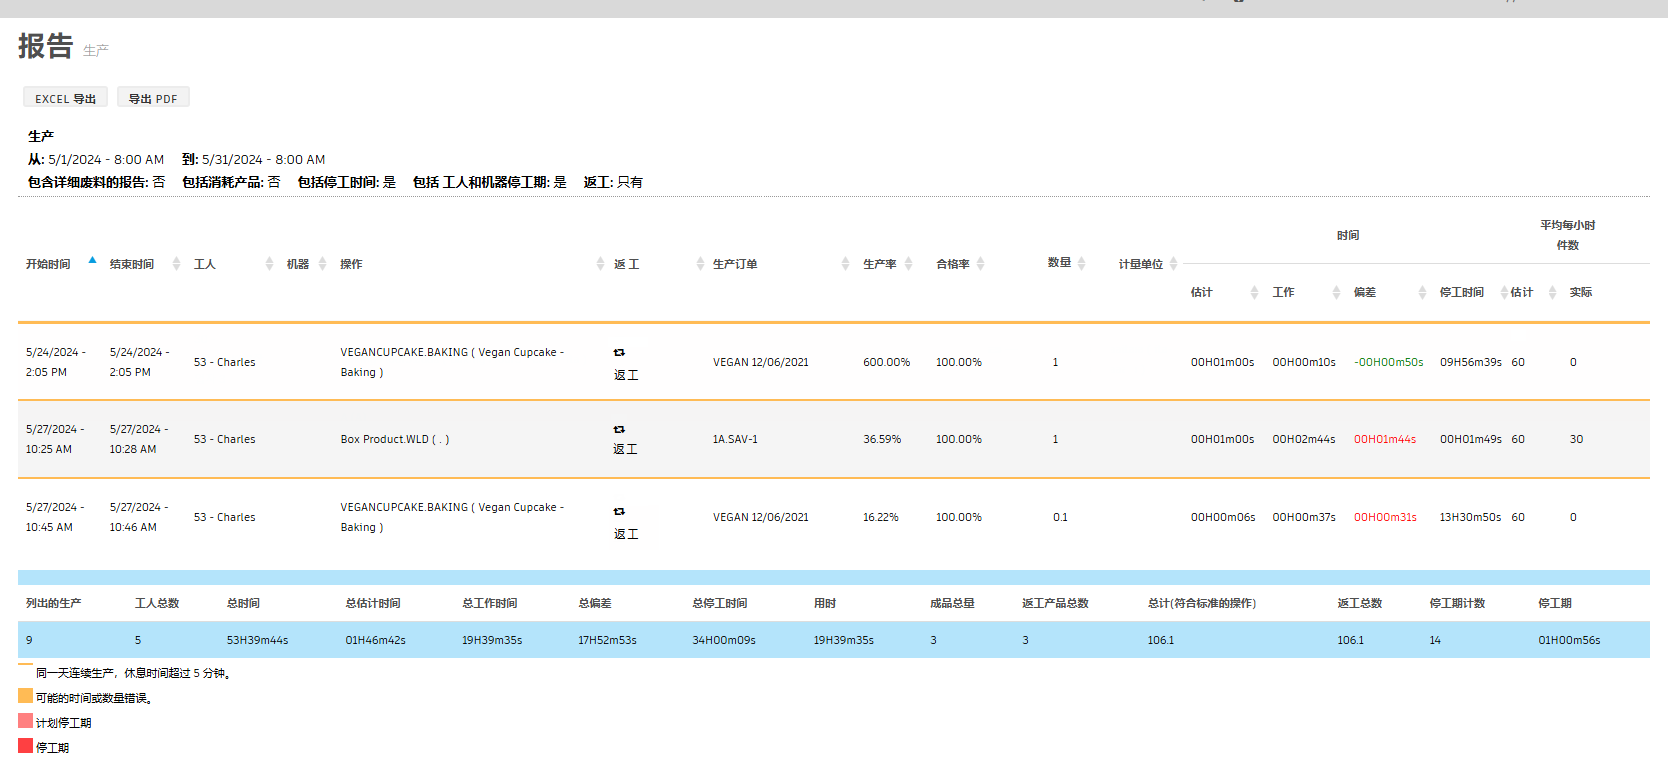 报告 生产
EXCEL 导出 导出 PDF
生产
从: 5/1/2024 - 8:00 AM 到: 5/31/2024 - 8:00 AM
包含详细废料的报告: 否 包括消耗产品: 否 包括停工时间: 是 包括 工人和机器停工期: 是 返工: 只有
平均每小时
件数
时间
开始时间 结束时间 工人 机器 操作 返工 生产订单 生产率 合格率 数量 计量单位
估计 工作 偏差 停工时间 估计 实际
5/24/2024 - 5/24/2024 - VEGANCUPCAKE.BAKING ( Vegan Cupcake -
53 - Charles VEGAN 12/06/2021 600.00% 100.00% 1 00H01m00s 00H00m10s -00H00m50s 09H56m39s 60 0
2:05 PM 2:05 PM Baking ) 返工
5/27/2024 - 5/27/2024 -
53 - Charles Box Product.WLD ( . ) 1A.SAV-1 36.59% 100.00% 1 00H01m00s 00H02m44s 00H01m44s 00H01m49s 60 30
10:25 AM 10:28 AM 返工
5/27/2024 - 5/27/2024 - VEGANCUPCAKE.BAKING ( Vegan Cupcake -
53 - Charles VEGAN 12/06/2021 16.22% 100.00% 0.1 00H00m06s 00H00m37s 00H00m31s 13H30m50s 60 0
10:45 AM 10:46 AM Baking ) 返工
列出的生产 工人总数 总时间 总估计时间 总工作时间 总偏差 总停工时间 用时 成品总量 返工产品总数 总计(符合标准的操作) 返工总数 停工期计数 停工期
9 5 53H39m44s 01H46m42s 19H39m35s 17H52m53s 34H00m09s 19H39m35s 3 3 106.1 106.1 14 01H00m56s
同一天连续生产，休息时间超过 5 分钟。
可能的时间或数量错误。
计划停工期
停工期